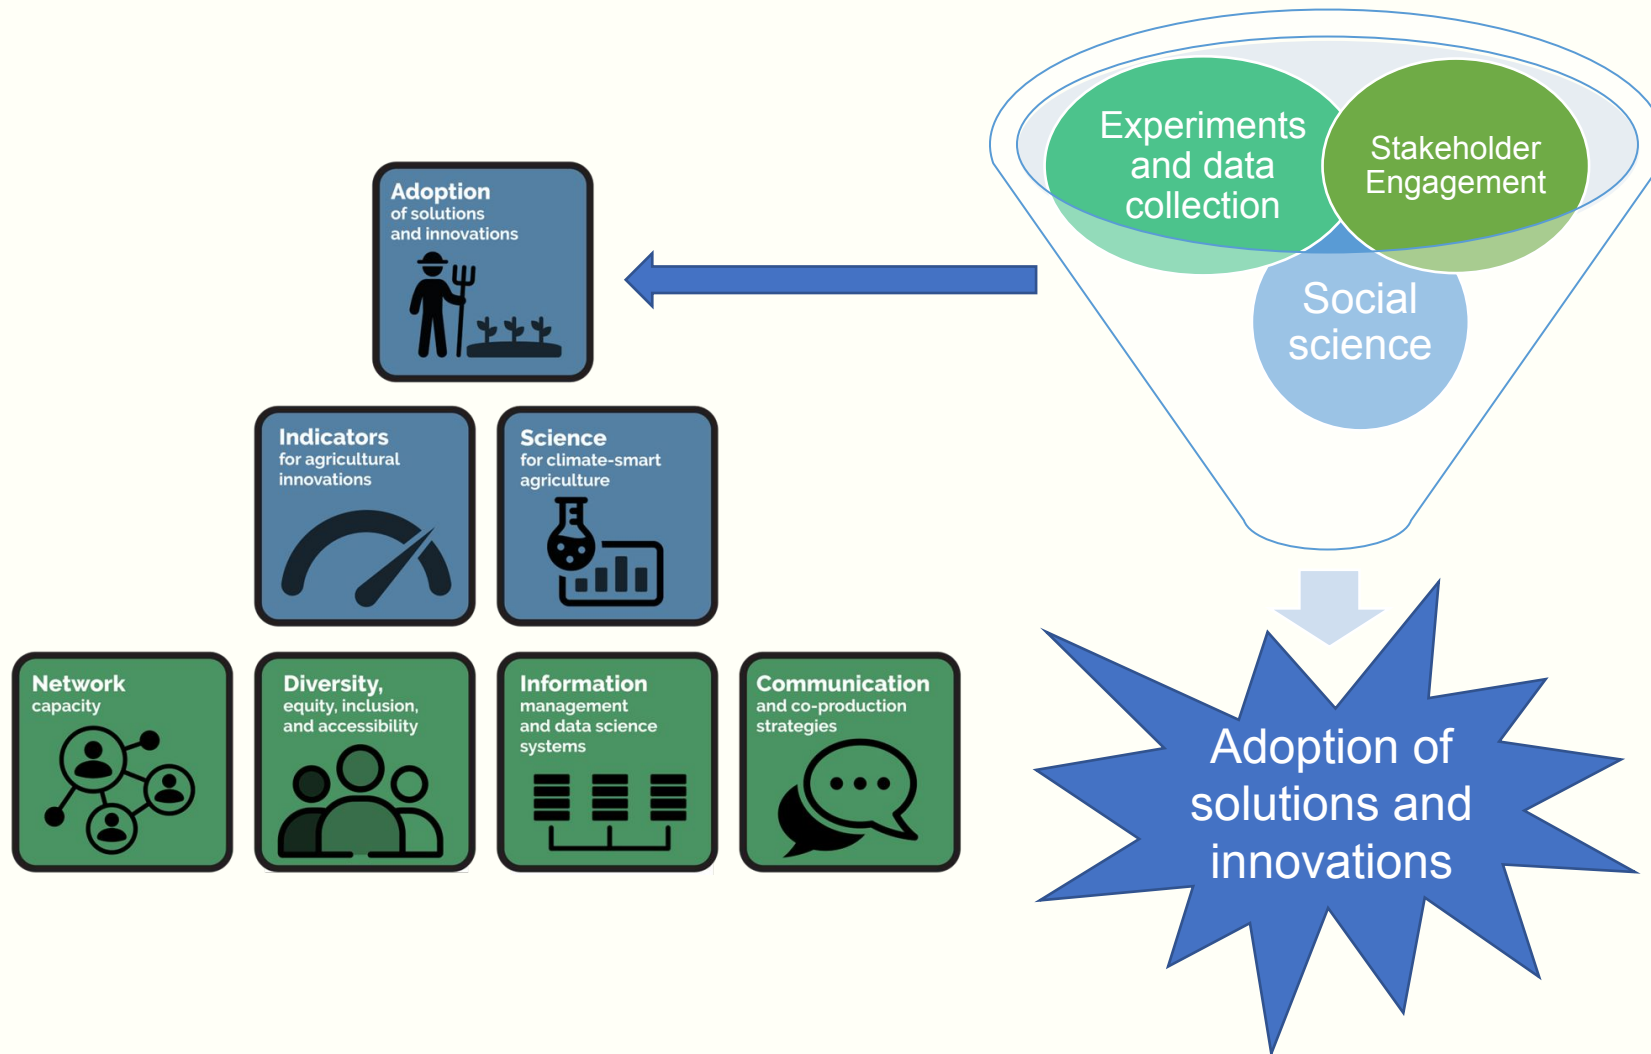 Adoption
of solutions
and innovations
Indicators
for agricultural
innovations
Science
for climate-smart
agriculture
Network
capacity
Diversity,
equity, inclusion,
and accessibility
Information
management
and data science
systems
Communication
and co-production
strategies
Experiments
and data
collection
Stakeholder
Engagement
Social
science
Adoption of
solutions and
innovations